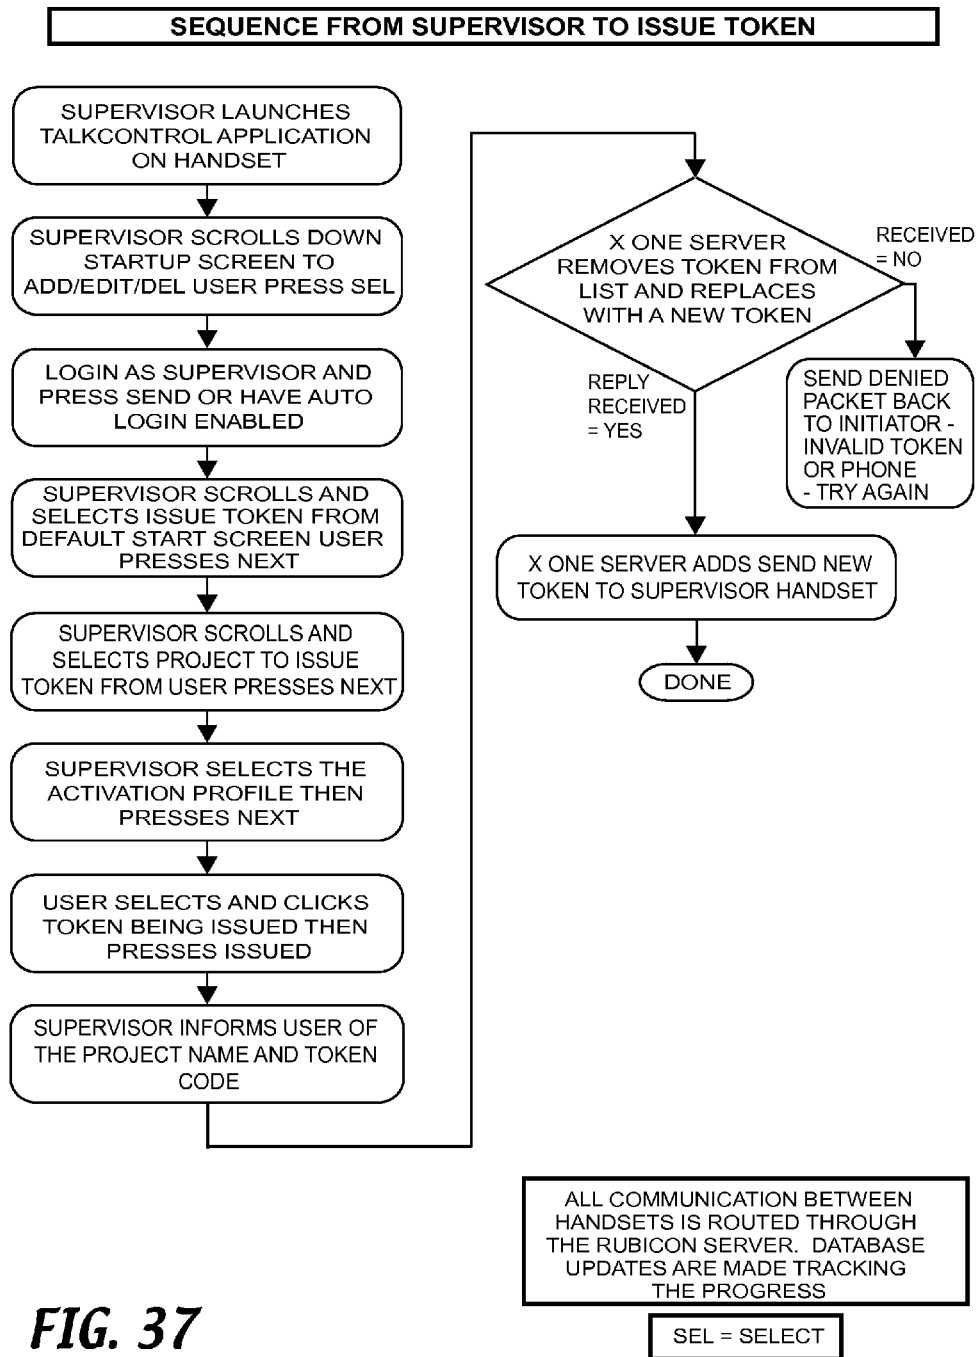 SEQUENCE FROM SUPERVISOR TO ISSUE TOKEN
SUPERVISOR LAUNCHES
TALKCONTROL APPLICATION
ON HANDSET
SUPERVISOR SCROLLS DOWN
STARTUP SCREEN TO
ADD/EDIT/DEL USER PRESS SEL
LOGIN AS SUPERVISOR AND
PRESS SEND OR HAVE AUTO
LOGIN ENABLED
SUPERVISOR SCROLLS AND
SELECTS ISSUE TOKEN FROM
DEFAULT START SCREEN USER
PRESSES NEXT
SUPERVISOR SCROLLS AND
SELECTS PROJECT TO ISSUE
TOKEN FROM USER PRESSES NEXT
SUPERVISOR SELECTS THE
ACTIVATION PROFILE THEN
PRESSES NEXT
USER SELECTS AND CLICKS
TOKEN BEING ISSUED THEN
PRESSES ISSUED
SUPERVISOR INFORMS USER OF
THE PROJECT NAME AND TOKEN
CODE
X ONE SERVER
REMOVES TOKEN FROM
LIST AND REPLACES
WITH A NEW TOKEN
RECEIVED
= NO
SEND DENIED
PACKET BACK
TO INITIATOR -
INVALID TOKEN
OR PHONE
- TRY AGAIN
REPLY
RECEIVED
= YES
X ONE SERVER ADDS SEND NEW
TOKEN TO SUPERVISOR HANDSET
DONE
ALL COMMUNICATION BETWEEN
HANDSETS IS ROUTED THROUGH
THE RUBICON SERVER. DATABASE
UPDATES ARE MADE TRACKING
THE PROGRESS
SEL = SELECT
FIG. 37